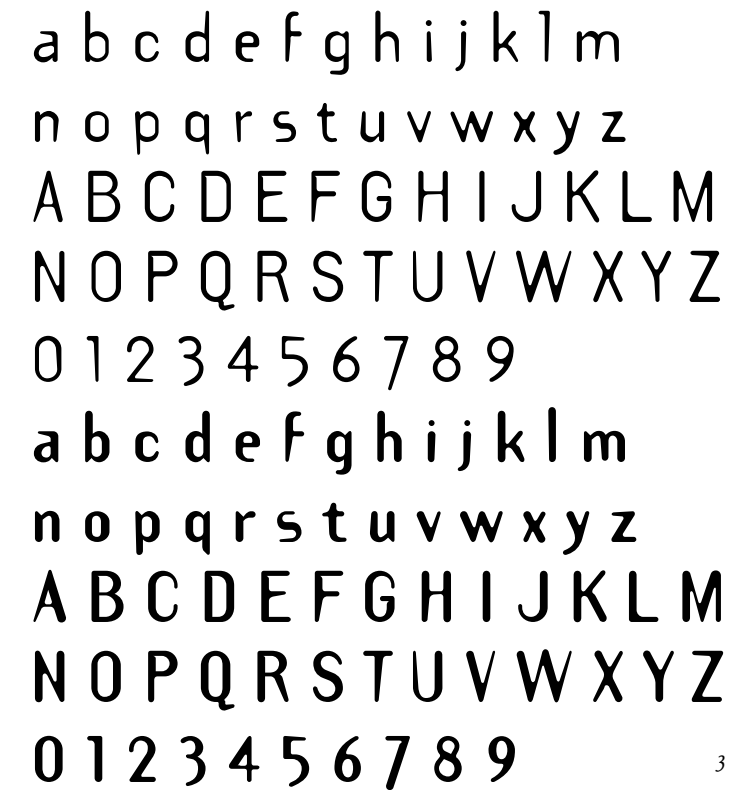 a b c d e f g h i j k l m
n o p q r s t u v w x y z
A B C D E F G H I J K L M
N O P Q R S T U V W X Y Z
0 1 2 3 4 5 6 7 8 9
a b c d e f g h i j k l m
n o p q r s t u v w x y z
A B C D E F G H I J K L M
N O P Q R S T U V W X Y Z
0 1 2 3 4 5 6 7 8 9
3